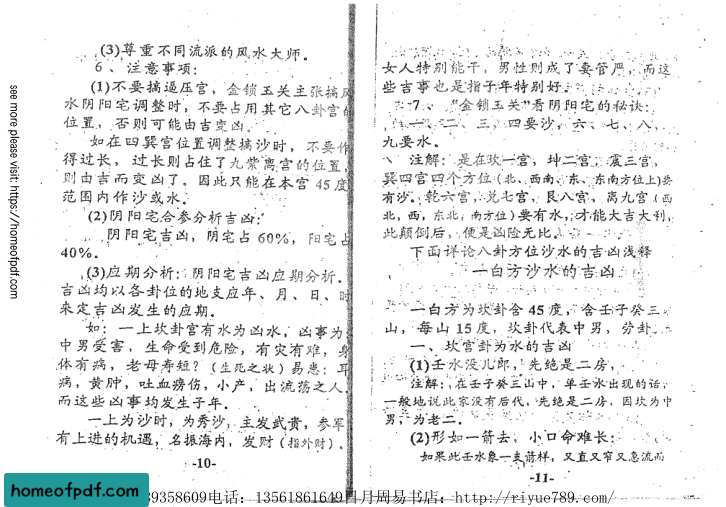 (3)尊重不同流派的风水大师。
6、注意事项:
(1)不要搞逼压宫,金锁玉关主张搞风
水阴阳宅调整时,不要占用其它八卦宫的
位置,否则可能由吉变凶。
如在四巽宫位置调整搞沙时,不要作
得过长,过长则占住了九紫离宫的位置,
则由吉而变凶了。因此只能在本宫45度
范围内作沙或水。
(2)阴阳宅合参分析吉凶:
阴阳吉凶,阴宅占60%,阳宅占
40%。
(3)应期分析:阴阳宅吉凶应期分析。
吉凶均以各卦位的地支应年、月、日、时
来定吉凶发生的应期。
如:一上坎卦宫有水为凶水,凶事为:
中男受害,生命受到危险,有灾有难,身
体有病,老母寿短?(生死之状)易患:耳
病,黄肿,吐血痨伤,小产,出流荡之人。
而这些凶事均发生子年。
一上为沙时,为秀沙,主发武贵,参军
有上进的机遇,名振海内,发财(指外财)。
-10-
女人特别能干,男性则成了妻管严,而这
些吉事也是指子年特别好。
7、“金锁玉关”看阴阳宅的秘诀:
一、二、三、四要沙,六、七、八、
九要水。
注解:是在坎一宫,坤二宫,震三宫,
巽四宫四个方位(北、西南、东、东南方位上)要
有沙。乾六宫,兑七宫,艮八宫,离九宫(西
北,西,东北,南方位)要有水,才能大吉大利,
此颠倒后,便是凶险无比。
下面详论八卦方位沙水的吉凶浅释
一白方沙水的吉凶
一白方为坎卦含45度,含壬子癸三
山,每山15度,坎卦代表中男,劳卦。
一、坎宫卦为水的吉凶
(1)壬水没儿郎,先绝是二房,
注解:在壬子癸三山中,单壬水出现的话,
一般地说此家没有后代,先绝是二房,因坎为中
男,为老二。
(2)形如一箭去,小口命难长:
如果此壬水象一支箭样,又直又窄又急流而
-11-
see more please visit: https://homeofpdf.com
homeofpdf.com
39358609电话:13561861649日月周易书店:http://riyue789.com/